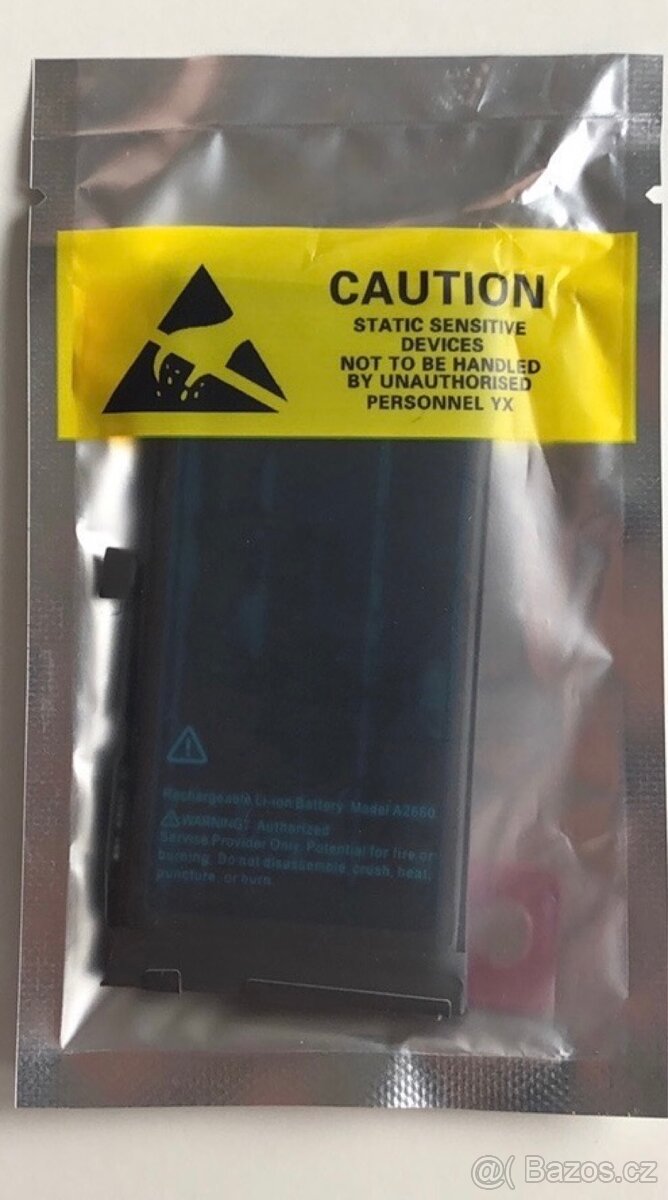 CAUTION
STATIC SENSITIVE
DEVICES
NOT TO BE HANDLED
BY UNAUTHORISED
PERSONNEL YX
Rechargeable Li-ion Battery Model A2660
WARNING: Authorized
Service Provider Only. Potential for fire or
burning. Do not disassemble, crush, heat,
puncture, or burn.
@( Bazos.cz